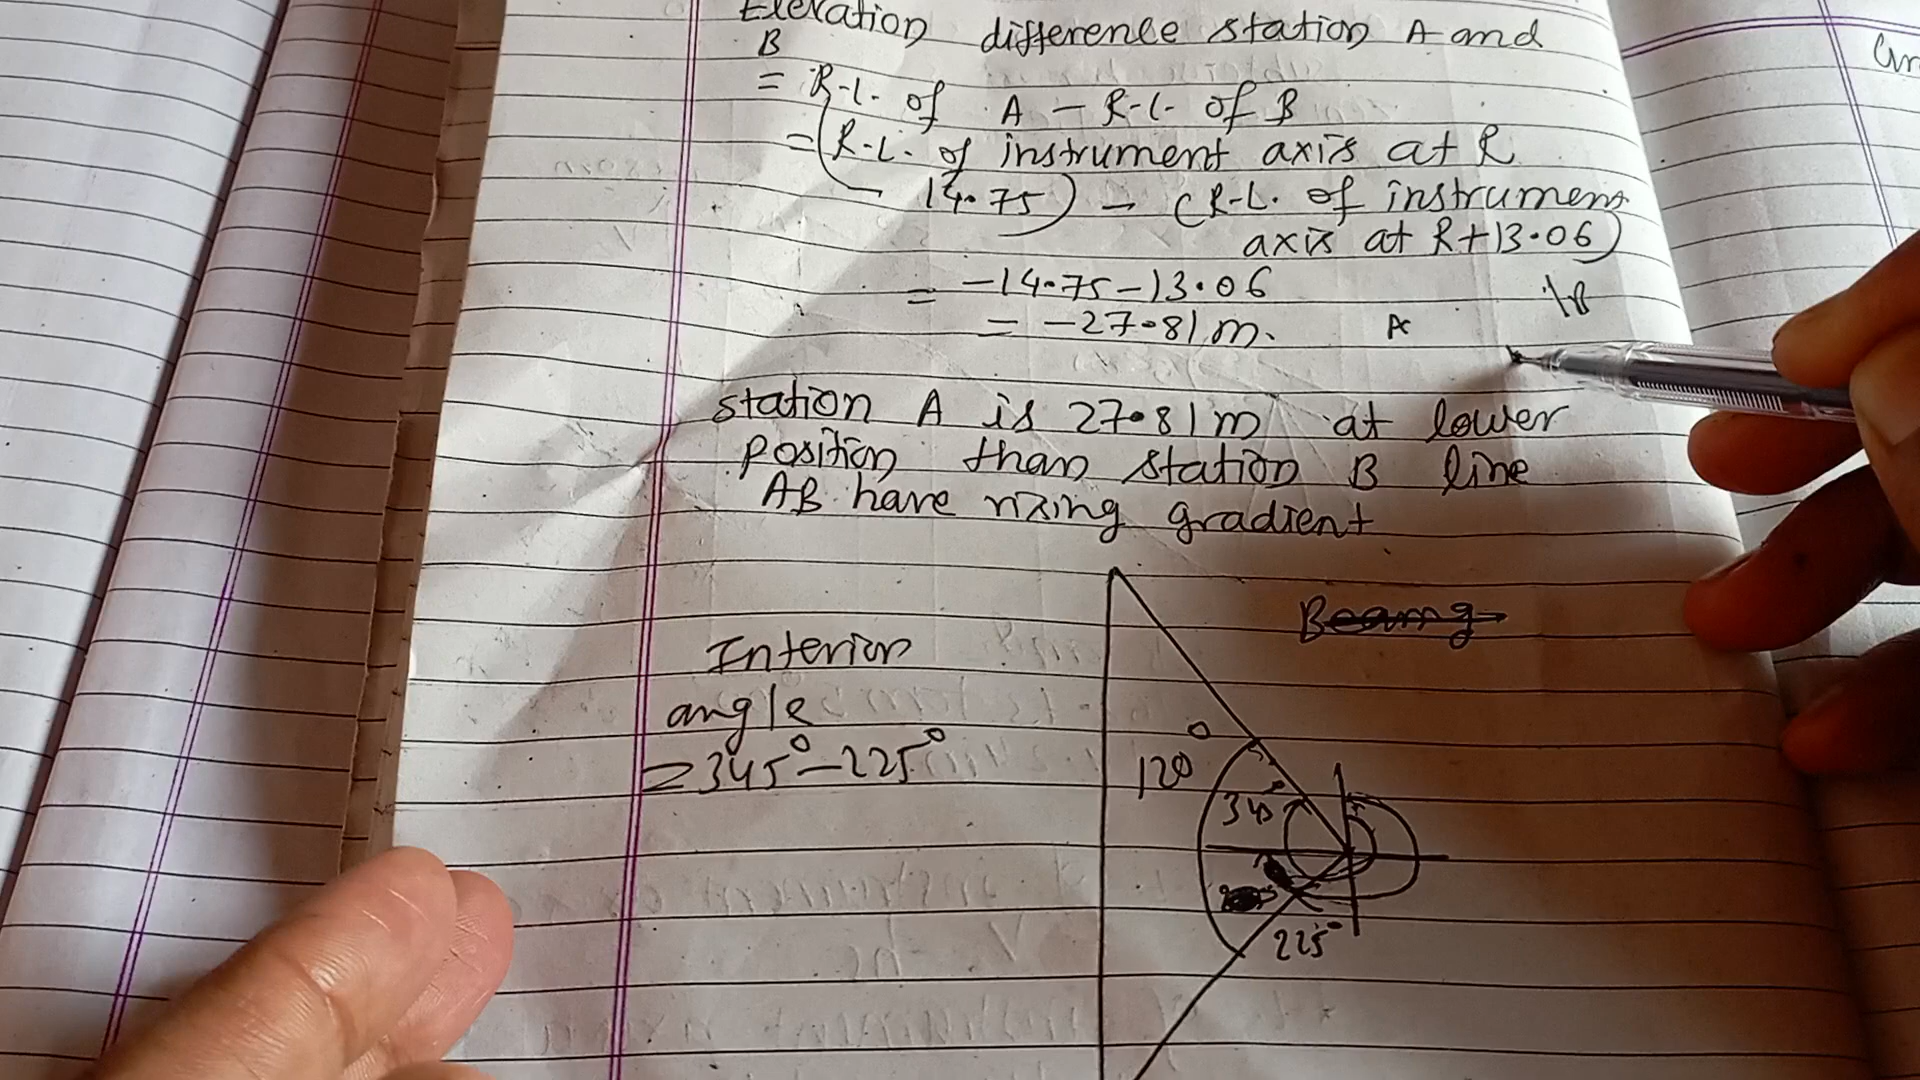 Elevation difference station A and
B
= R.L. of A - R.L. of B
= (R.L. of instrument axis at R
- 14.75) - (R.L. of instrument
axis at R+13.06)
= -14.75-13.06
= -27.81m.
A
B
station A is 27.81m at lower
position than station B line
AB have rising gradient
Bearing
Interior
angle
= 345°-225°
120°
345°
225°